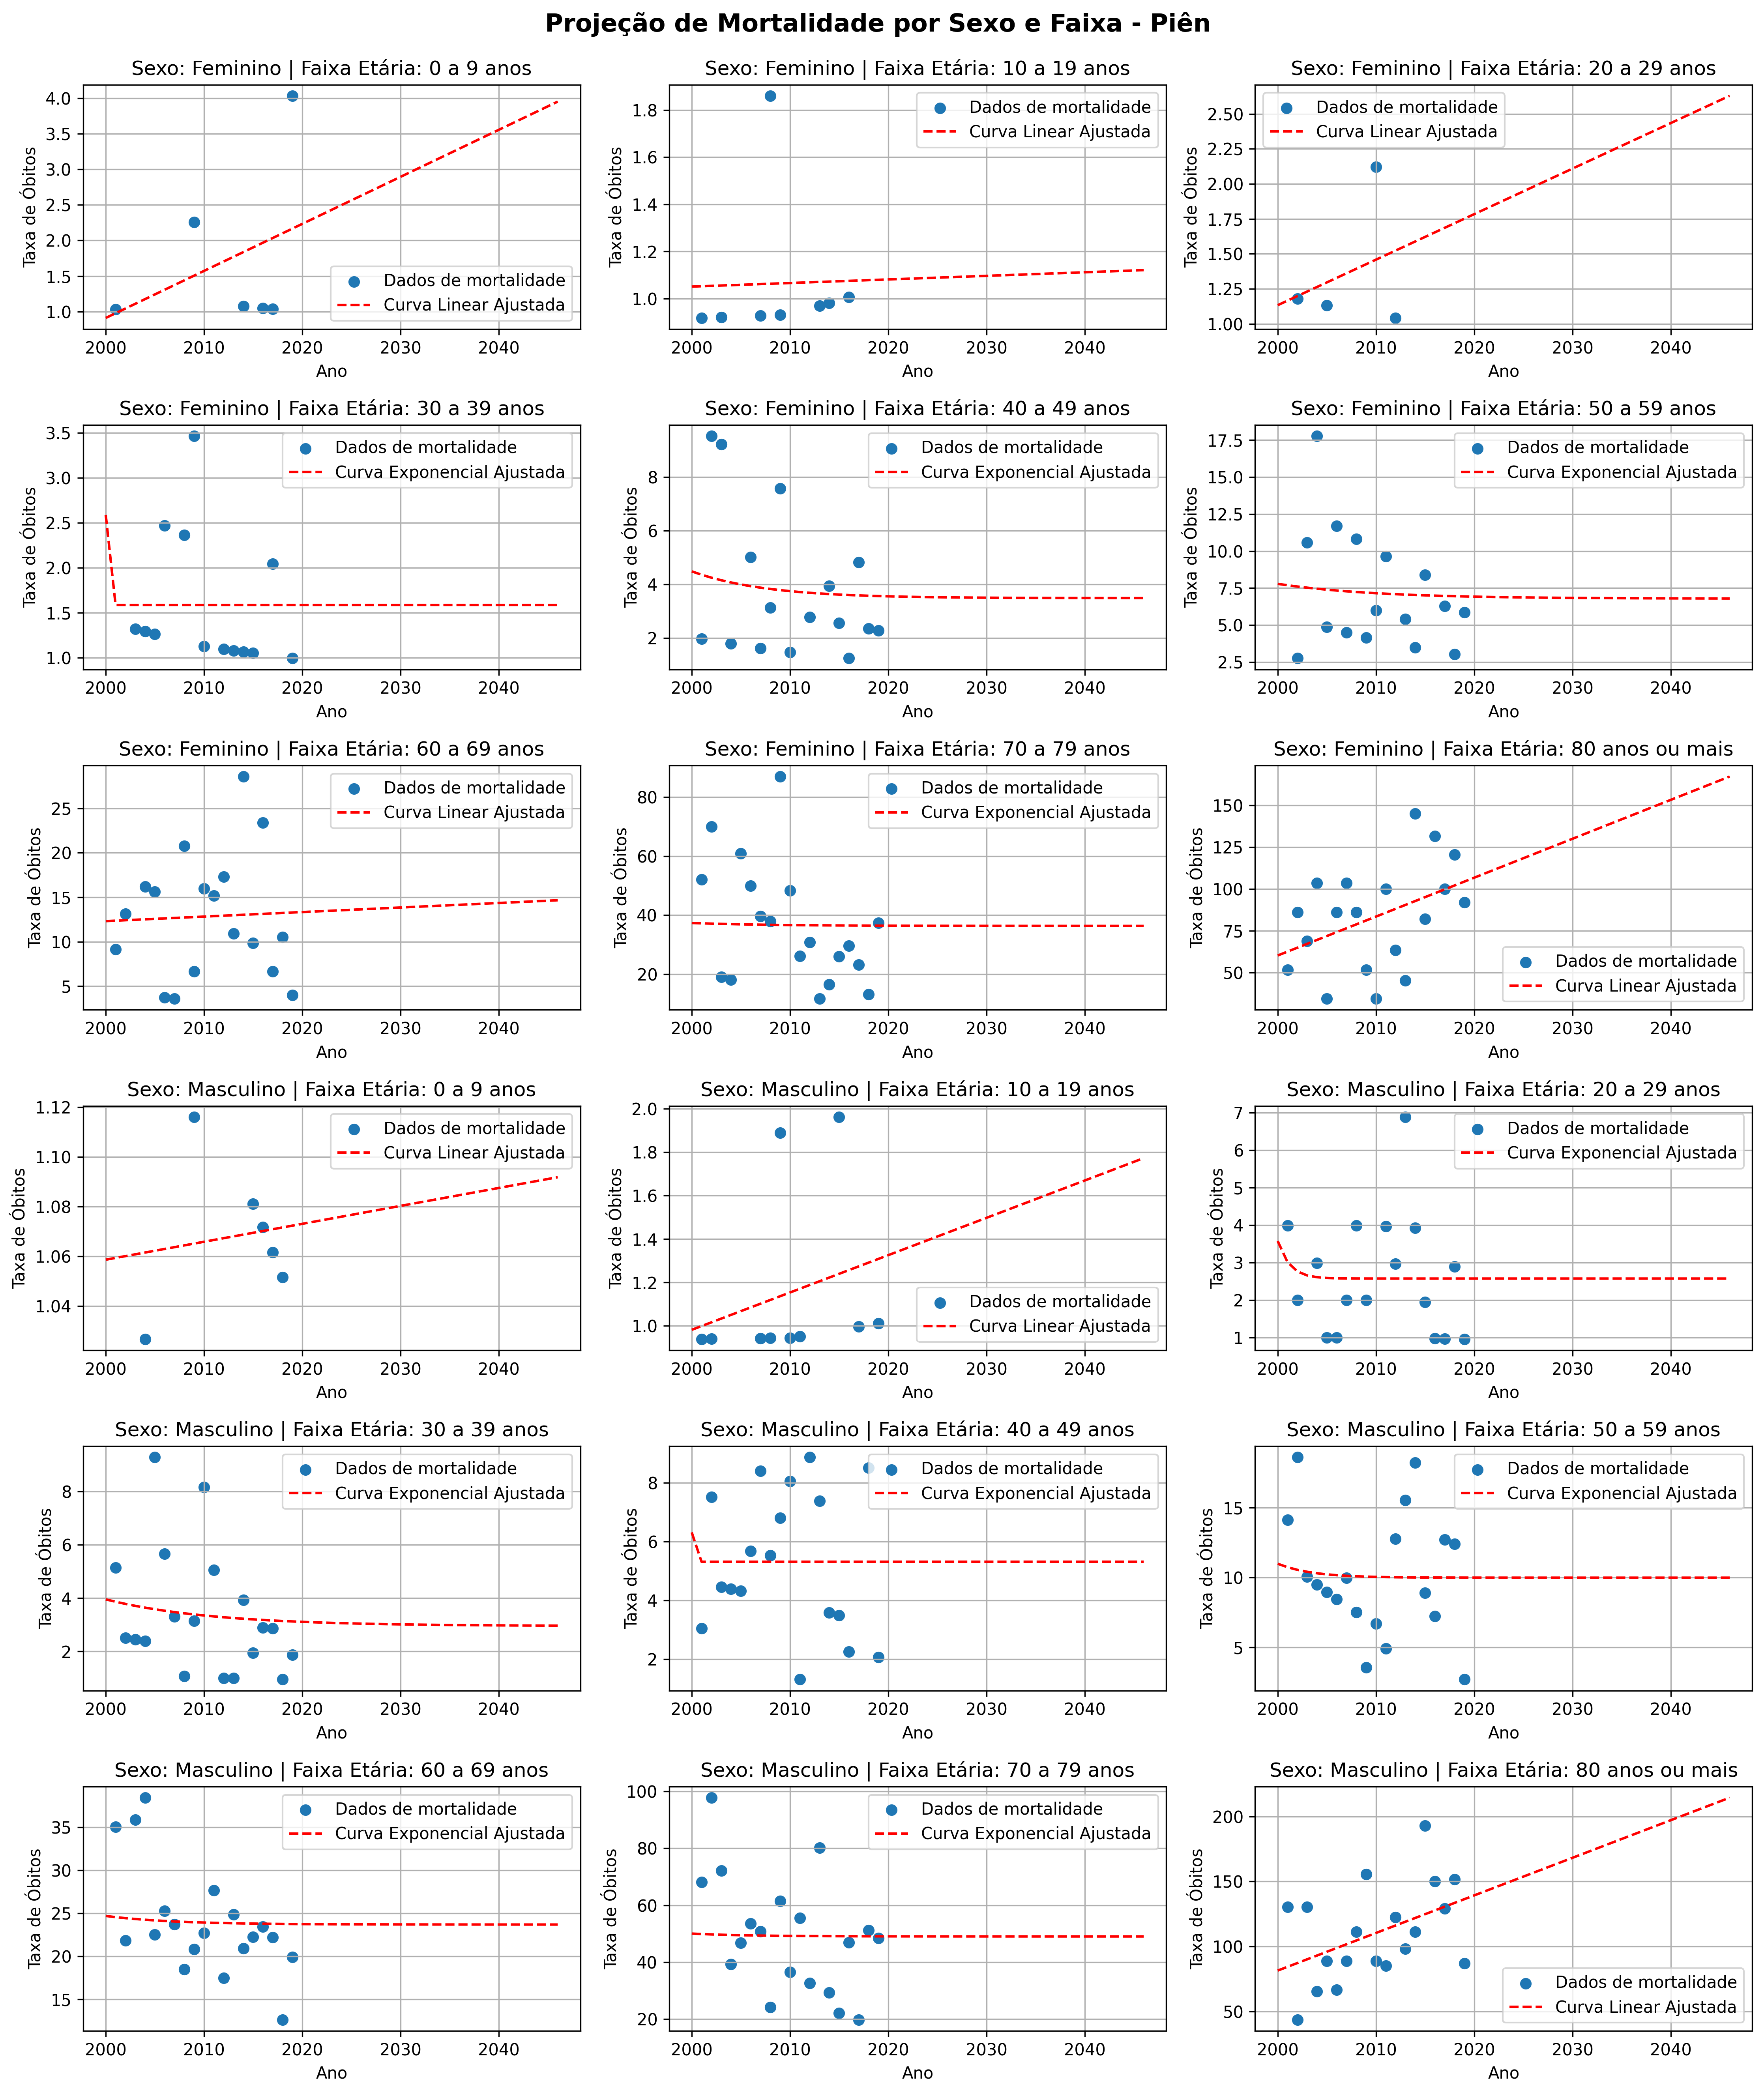 Projeção de Mortalidade por Sexo e Faixa - Piên
Sexo: Feminino | Faixa Etária: 0 a 9 anos
Taxa de Óbitos
4.0
3.5
3.0
2.5
2.0
1.5
1.0
Dados de mortalidade
Curva Linear Ajustada
2000 2010 2020 2030 2040
Ano
Sexo: Feminino | Faixa Etária: 10 a 19 anos
Taxa de Óbitos
1.8
1.6
1.4
1.2
1.0
Dados de mortalidade
Curva Linear Ajustada
2000 2010 2020 2030 2040
Ano
Sexo: Feminino | Faixa Etária: 20 a 29 anos
Taxa de Óbitos
2.50
2.25
2.00
1.75
1.50
1.25
1.00
Dados de mortalidade
Curva Linear Ajustada
2000 2010 2020 2030 2040
Ano
Sexo: Feminino | Faixa Etária: 30 a 39 anos
Taxa de Óbitos
3.5
3.0
2.5
2.0
1.5
1.0
Dados de mortalidade
Curva Exponencial Ajustada
2000 2010 2020 2030 2040
Ano
Sexo: Feminino | Faixa Etária: 40 a 49 anos
Taxa de Óbitos
8
6
4
2
Dados de mortalidade
Curva Exponencial Ajustada
2000 2010 2020 2030 2040
Ano
Sexo: Feminino | Faixa Etária: 50 a 59 anos
Taxa de Óbitos
17.5
15.0
12.5
10.0
7.5
5.0
2.5
Dados de mortalidade
Curva Exponencial Ajustada
2000 2010 2020 2030 2040
Ano
Sexo: Feminino | Faixa Etária: 60 a 69 anos
Taxa de Óbitos
25
20
15
10
5
Dados de mortalidade
Curva Linear Ajustada
2000 2010 2020 2030 2040
Ano
Sexo: Feminino | Faixa Etária: 70 a 79 anos
Taxa de Óbitos
80
60
40
20
Dados de mortalidade
Curva Exponencial Ajustada
2000 2010 2020 2030 2040
Ano
Sexo: Feminino | Faixa Etária: 80 anos ou mais
Taxa de Óbitos
150
125
100
75
50
Dados de mortalidade
Curva Linear Ajustada
2000 2010 2020 2030 2040
Ano
Sexo: Masculino | Faixa Etária: 0 a 9 anos
Taxa de Óbitos
1.12
1.10
1.08
1.06
1.04
Dados de mortalidade
Curva Linear Ajustada
2000 2010 2020 2030 2040
Ano
Sexo: Masculino | Faixa Etária: 10 a 19 anos
Taxa de Óbitos
2.0
1.8
1.6
1.4
1.2
1.0
Dados de mortalidade
Curva Linear Ajustada
2000 2010 2020 2030 2040
Ano
Sexo: Masculino | Faixa Etária: 20 a 29 anos
Taxa de Óbitos
7
6
5
4
3
2
1
Dados de mortalidade
Curva Exponencial Ajustada
2000 2010 2020 2030 2040
Ano
Sexo: Masculino | Faixa Etária: 30 a 39 anos
Taxa de Óbitos
8
6
4
2
Dados de mortalidade
Curva Exponencial Ajustada
2000 2010 2020 2030 2040
Ano
Sexo: Masculino | Faixa Etária: 40 a 49 anos
Taxa de Óbitos
8
6
4
2
Dados de mortalidade
Curva Exponencial Ajustada
2000 2010 2020 2030 2040
Ano
Sexo: Masculino | Faixa Etária: 50 a 59 anos
Taxa de Óbitos
15
10
5
Dados de mortalidade
Curva Exponencial Ajustada
2000 2010 2020 2030 2040
Ano
Sexo: Masculino | Faixa Etária: 60 a 69 anos
Taxa de Óbitos
35
30
25
20
15
Dados de mortalidade
Curva Exponencial Ajustada
2000 2010 2020 2030 2040
Ano
Sexo: Masculino | Faixa Etária: 70 a 79 anos
Taxa de Óbitos
100
80
60
40
20
Dados de mortalidade
Curva Exponencial Ajustada
2000 2010 2020 2030 2040
Ano
Sexo: Masculino | Faixa Etária: 80 anos ou mais
Taxa de Óbitos
200
150
100
50
Dados de mortalidade
Curva Linear Ajustada
2000 2010 2020 2030 2040
Ano